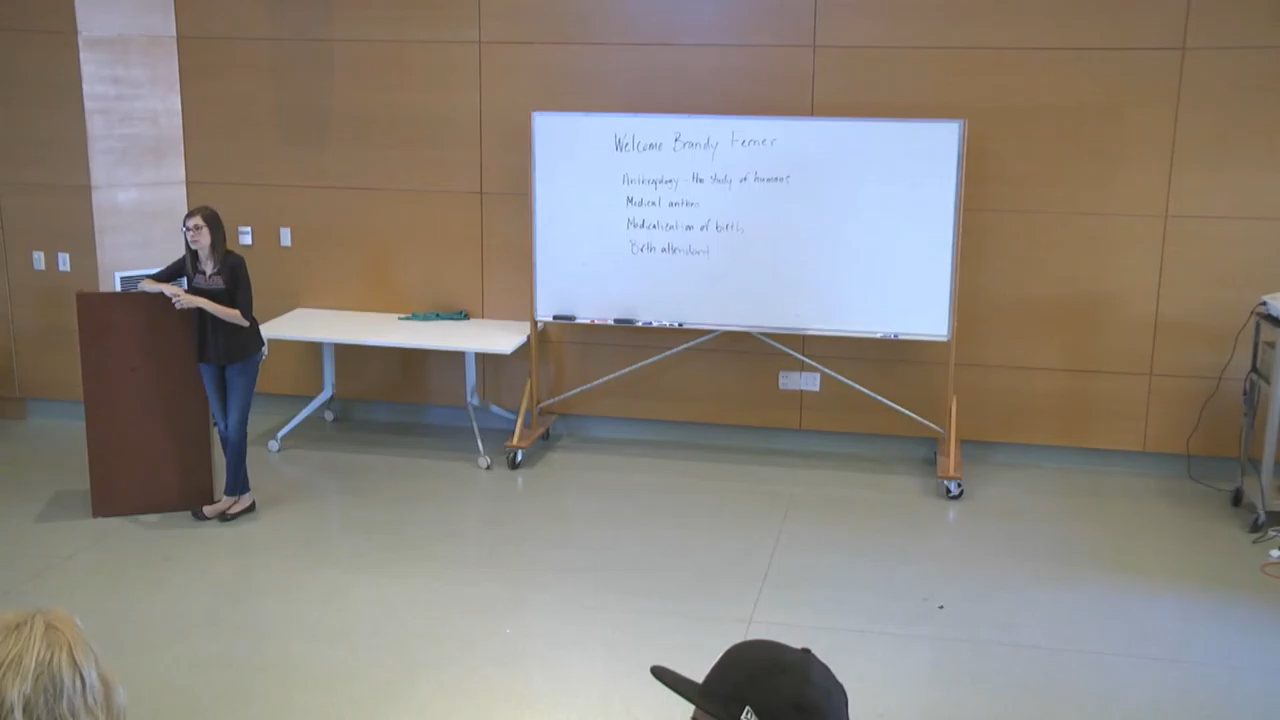 Welcome Brandy
Anthropology - the study of humans
Medical anthro
Medicalization of birth
Birth attendant